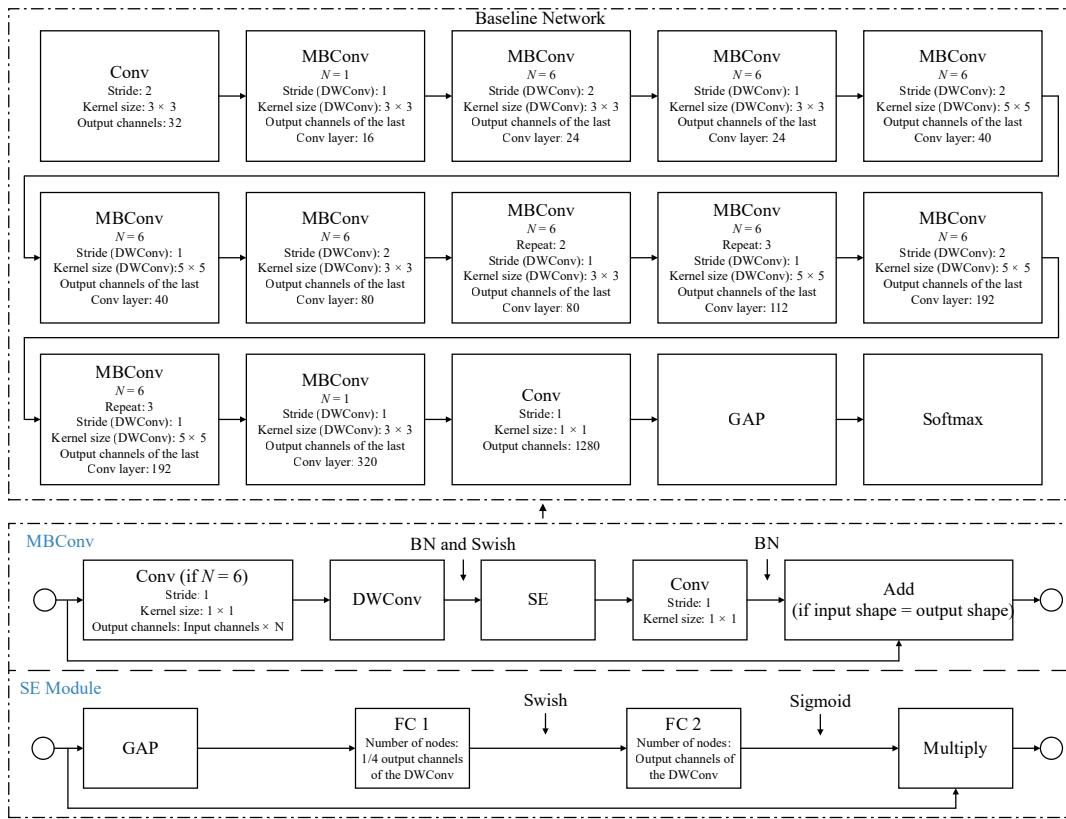 Baseline Network
Conv
Stride: 2
Kernel size: 3 × 3
Output channels: 32
MBConv
N = 1
Stride (DWConv): 1
Kernel size (DWConv): 3 × 3
Output channels of the last
Conv layer: 16
MBConv
N = 6
Stride (DWConv): 2
Kernel size (DWConv): 3 × 3
Output channels of the last
Conv layer: 24
MBConv
N = 6
Stride (DWConv): 1
Kernel size (DWConv): 3 × 3
Output channels of the last
Conv layer: 24
MBConv
N = 6
Stride (DWConv): 2
Kernel size (DWConv): 5 × 5
Output channels of the last
Conv layer: 40
MBConv
N = 6
Stride (DWConv): 1
Kernel size (DWConv): 5 × 5
Output channels of the last
Conv layer: 40
MBConv
N = 6
Stride (DWConv): 2
Kernel size (DWConv): 3 × 3
Output channels of the last
Conv layer: 80
MBConv
N = 6
Repeat: 2
Stride (DWConv): 1
Kernel size (DWConv): 3 × 3
Output channels of the last
Conv layer: 80
MBConv
N = 6
Repeat: 3
Stride (DWConv): 1
Kernel size (DWConv): 5 × 5
Output channels of the last
Conv layer: 112
MBConv
N = 6
Stride (DWConv): 2
Kernel size (DWConv): 5 × 5
Output channels of the last
Conv layer: 192
MBConv
N = 6
Repeat: 3
Stride (DWConv): 1
Kernel size (DWConv): 5 × 5
Output channels of the last
Conv layer: 192
MBConv
N = 1
Stride (DWConv): 1
Kernel size (DWConv): 3 × 3
Output channels of the last
Conv layer: 320
Conv
Stride: 1
Kernel size: 1 × 1
Output channels: 1280
GAP
Softmax
MBConv
BN and Swish
BN
Conv (if N = 6)
Stride: 1
Kernel size: 1 × 1
Output channels: Input channels × N
DWConv
SE
Conv
Stride: 1
Kernel size: 1 × 1
Add
(if input shape = output shape)
SE Module
Swish
Sigmoid
GAP
FC 1
Number of nodes:
1/4 output channels
of the DWConv
FC 2
Number of nodes:
Output channels of
the DWConv
Multiply